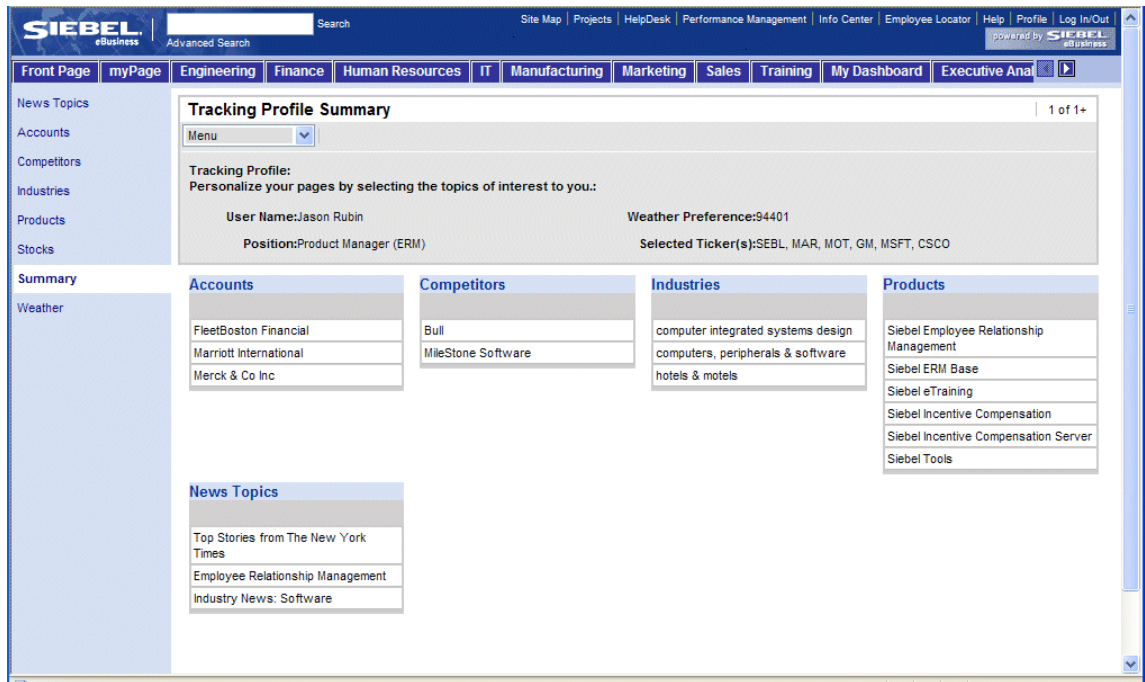 SIEBEL.
eBusiness
Search
Advanced Search
Site Map | Projects | HelpDesk | Performance Management | Info Center | Employee Locator | Help | Profile | Log In/Out
powered by SIEBEL.
eBusiness
Front Page myPage Engineering Finance Human Resources IT Manufacturing Marketing Sales Training My Dashboard Executive Anal
News Topics
Accounts
Competitors
Industries
Products
Stocks
Summary
Weather
Tracking Profile Summary
1 of 1+
Menu
Tracking Profile:
Personalize your pages by selecting the topics of interest to you.:
User Name:Jason Rubin
Weather Preference:94401
Position:Product Manager (ERM)
Selected Ticker(s):SEBL, MAR, MOT, GM, MSFT, CSCO
Accounts
FleetBoston Financial
Marriott International
Merck & Co Inc
Competitors
Bull
MileStone Software
Industries
computer integrated systems design
computers, peripherals & software
hotels & motels
Products
Siebel Employee Relationship
Management
Siebel ERM Base
Siebel eTraining
Siebel Incentive Compensation
Siebel Incentive Compensation Server
Siebel Tools
News Topics
Top Stories from The New York
Times
Employee Relationship Management
Industry News: Software